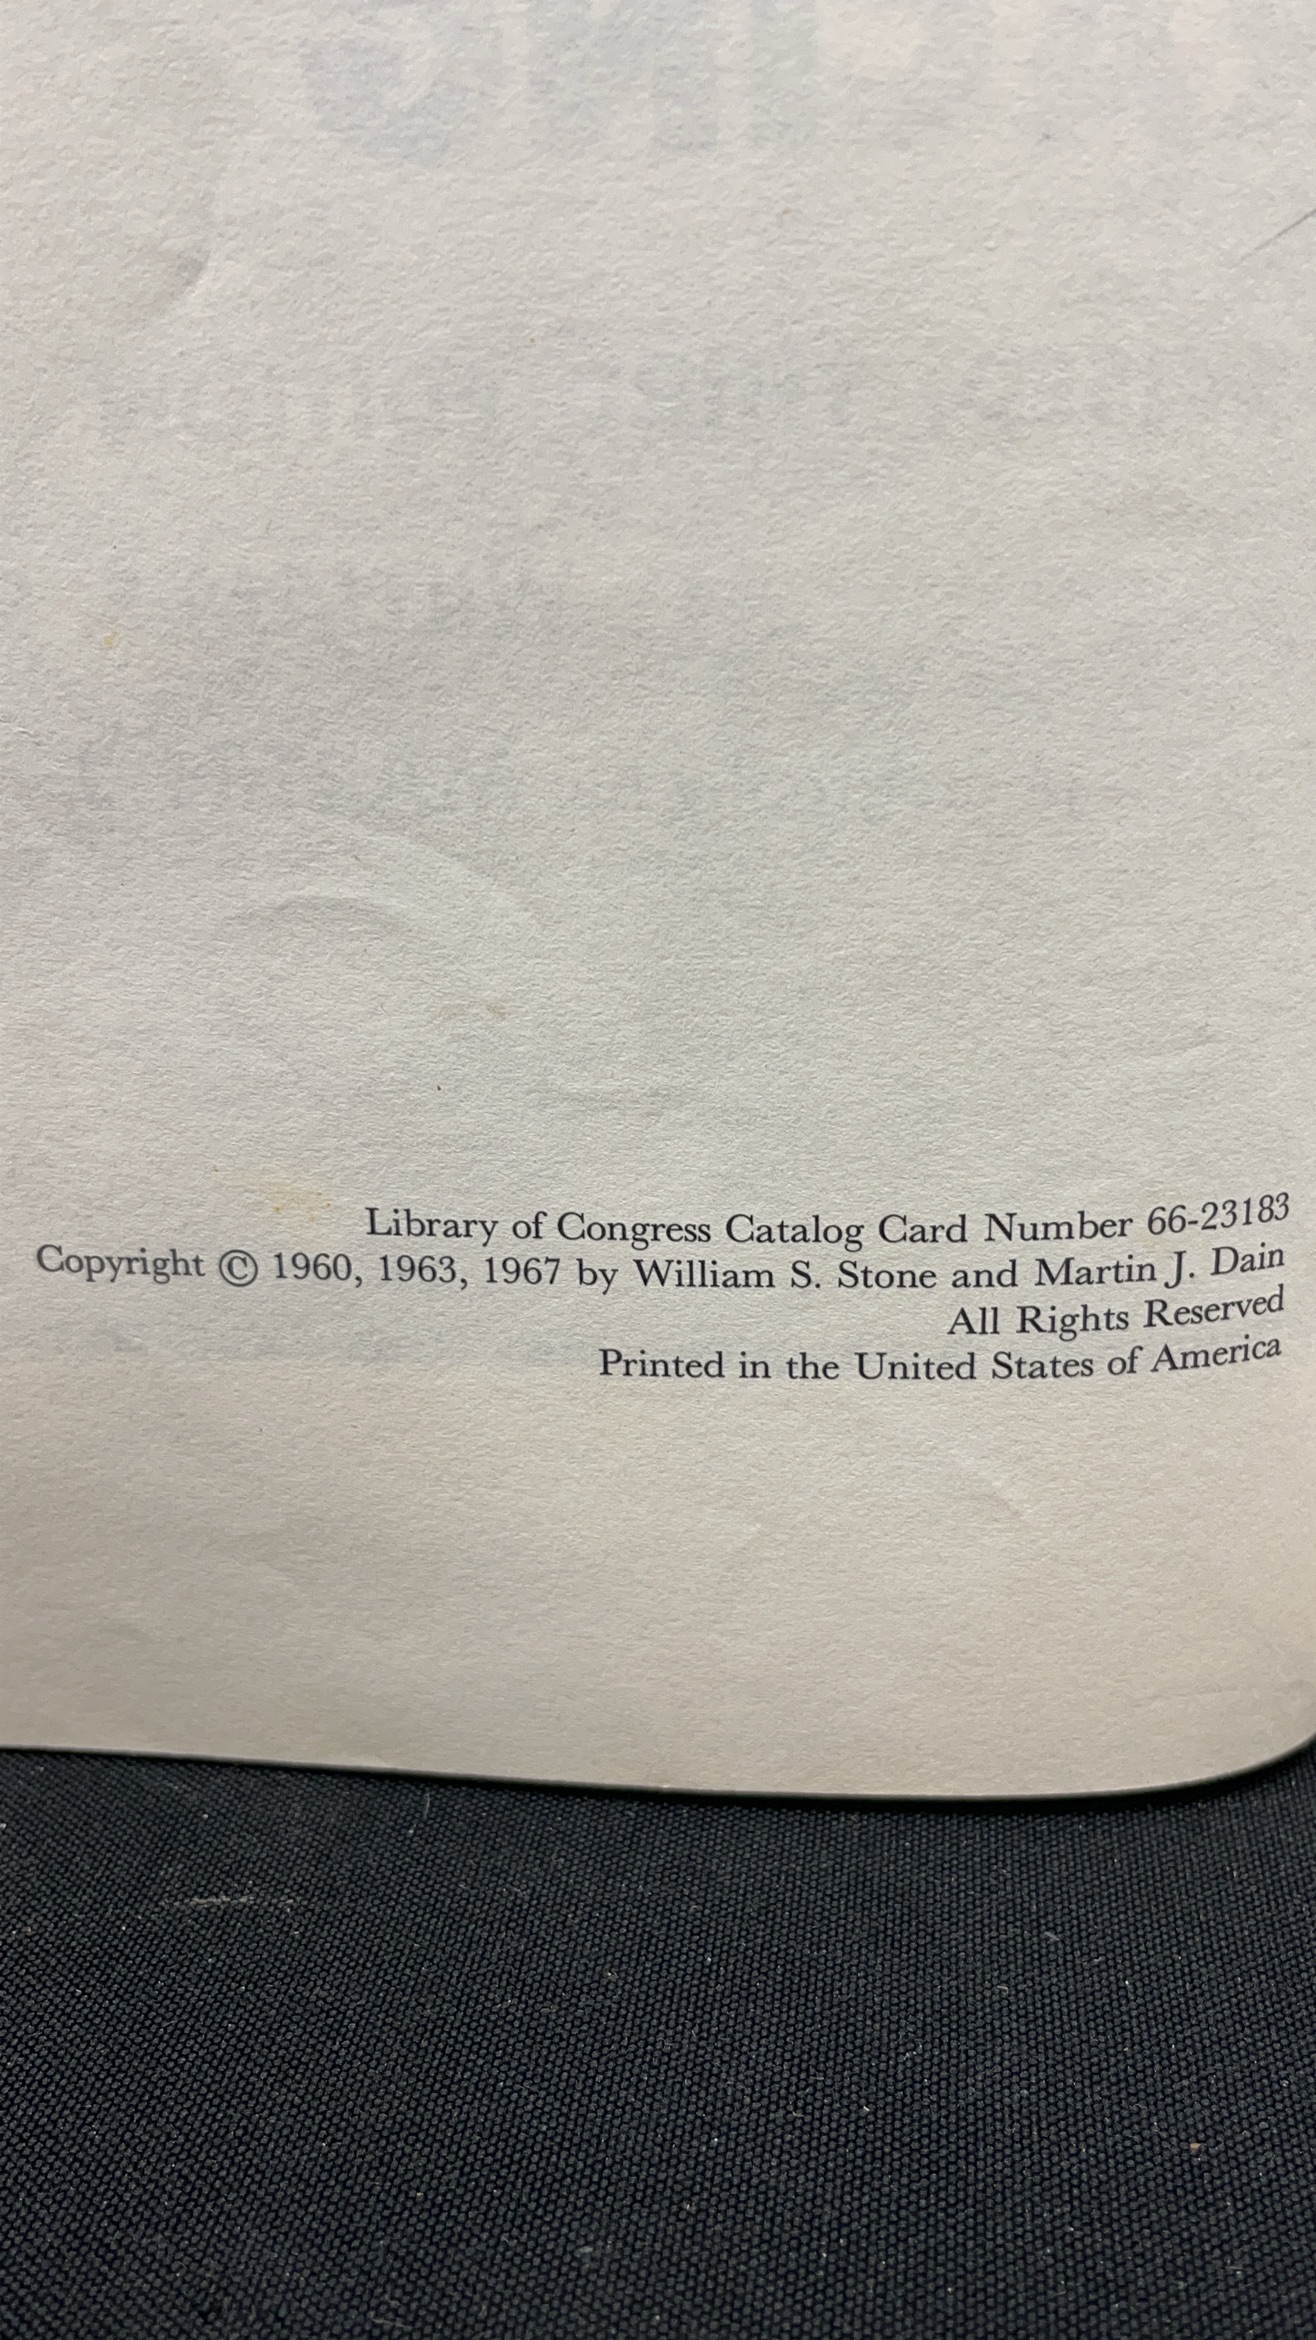 Library of Congress Catalog Card Number 66-23183
Copyright © 1960, 1963, 1967 by William S. Stone and Martin J. Dain
All Rights Reserved
Printed in the United States of America